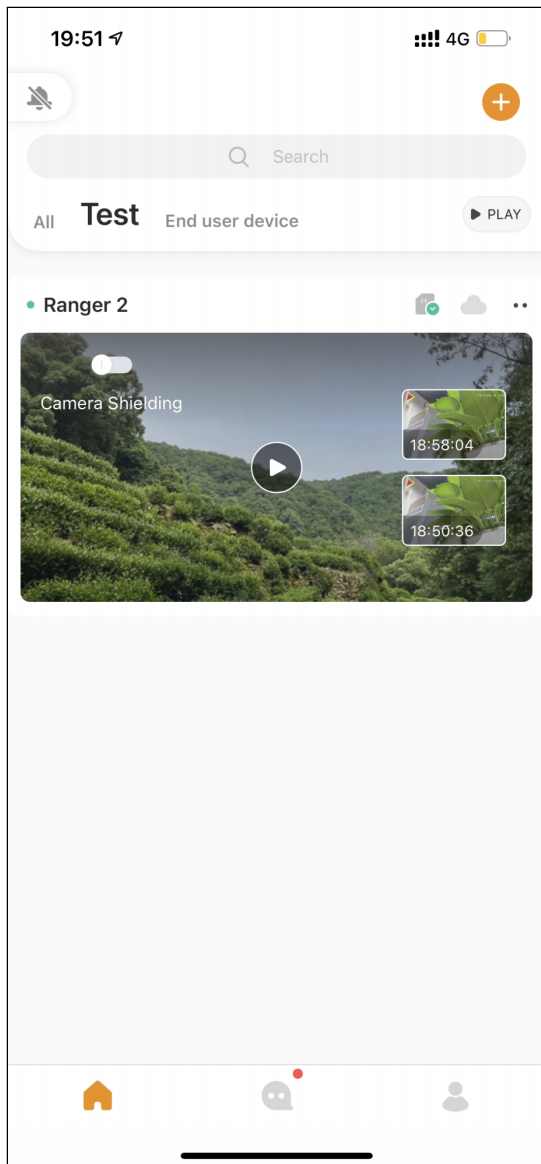 19:51
4G
Search
All
Test
End user device
PLAY
Ranger 2
Camera Shielding
18:58:04
18:50:36